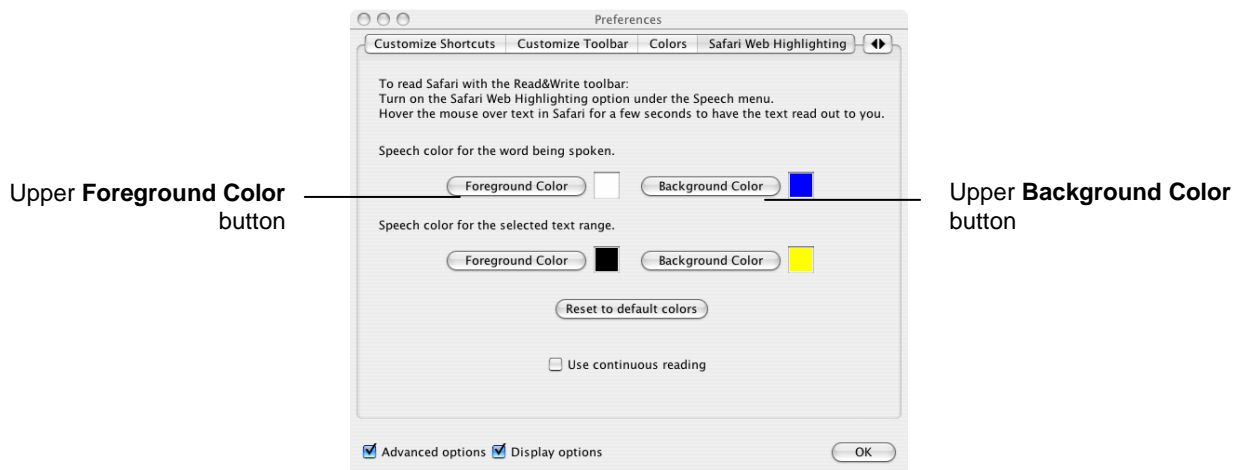 Preferences
Customize Shortcuts Customize Toolbar Colors Safari Web Highlighting
To read Safari with the Read&Write toolbar:
Turn on the Safari Web Highlighting option under the Speech menu.
Hover the mouse over text in Safari for a few seconds to have the text read out to you.
Speech color for the word being spoken.
Upper Foreground Color
button
Foreground Color Background Color
Upper Background Color
button
Speech color for the selected text range.
Foreground Color Background Color
Reset to default colors
Use continuous reading
Advanced options Display options OK